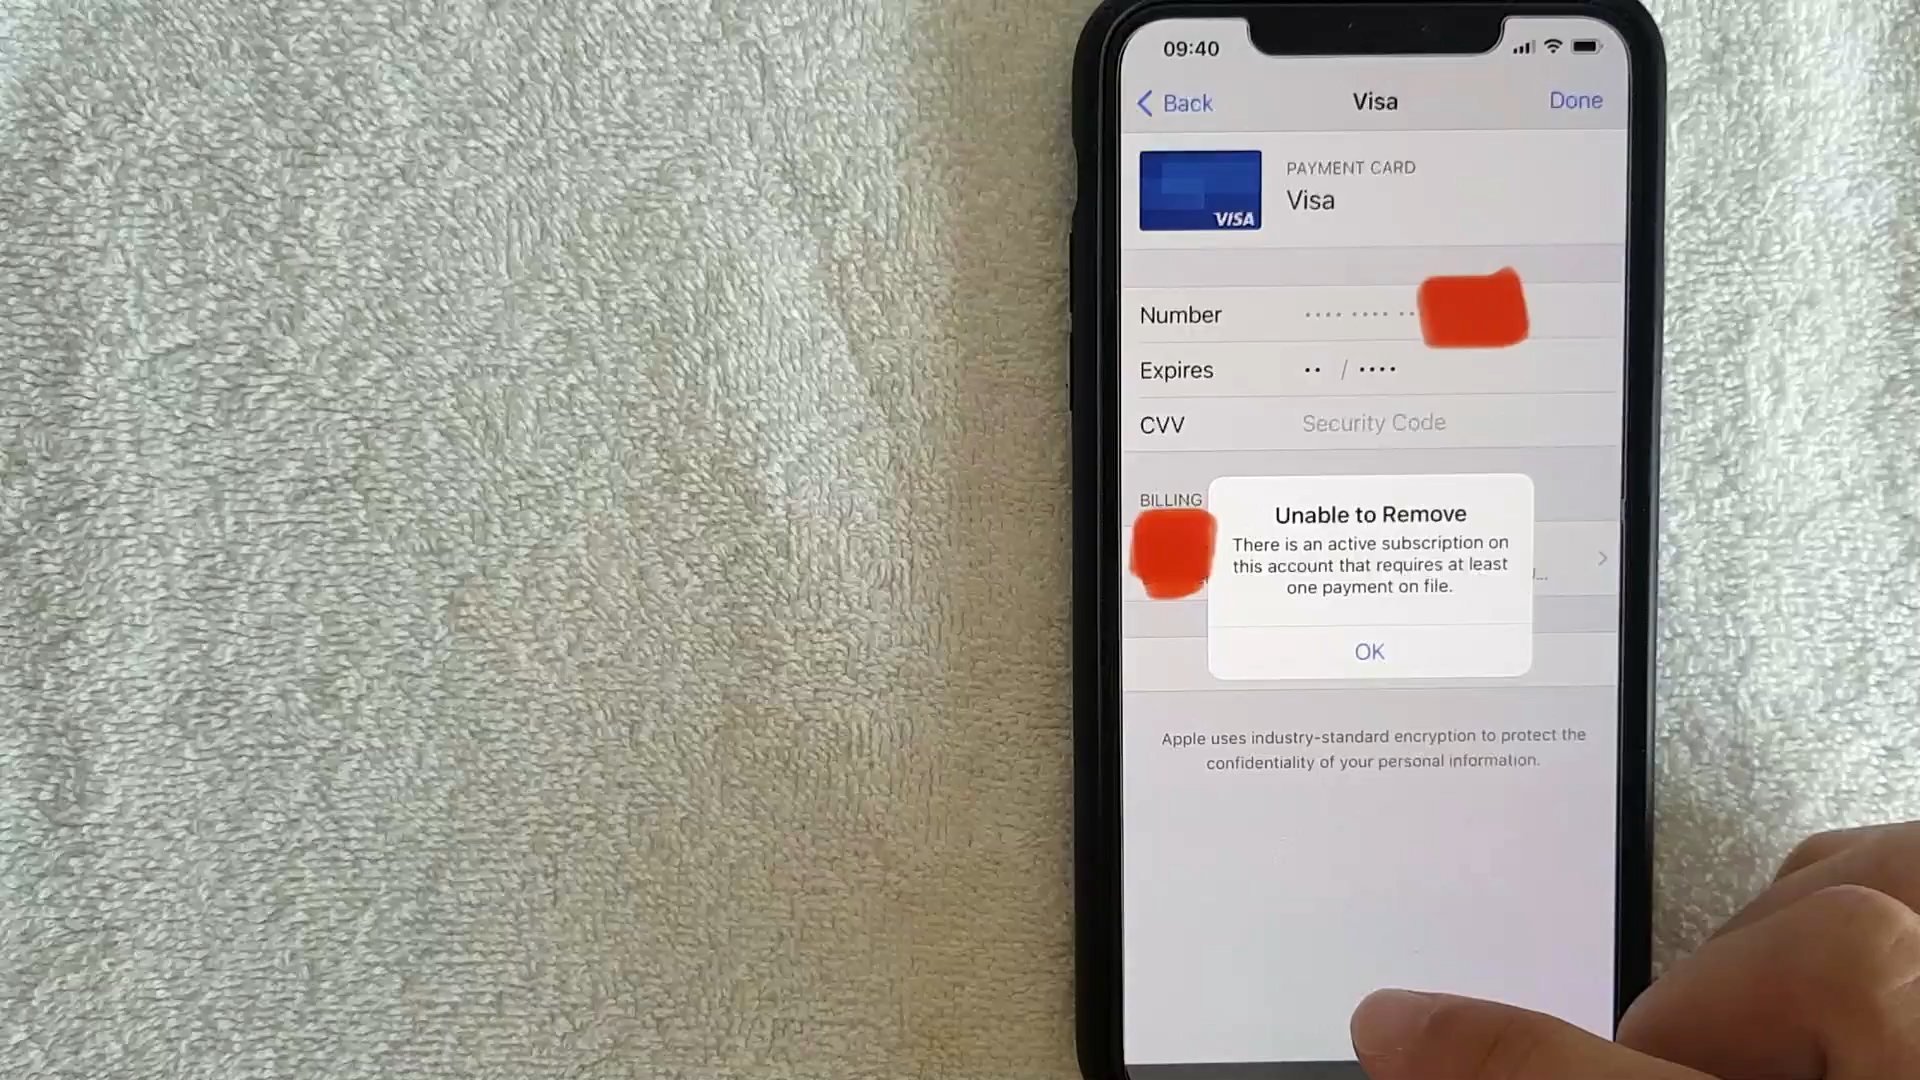 09:40
Back
Visa
Done
PAYMENT CARD
Visa
VISA
Number
Expires
•• / ••••
CVV
Security Code
BILLING
Unable to Remove
There is an active subscription on
this account that requires at least
one payment on file.
OK
Apple uses industry-standard encryption to protect the
confidentiality of your personal information.